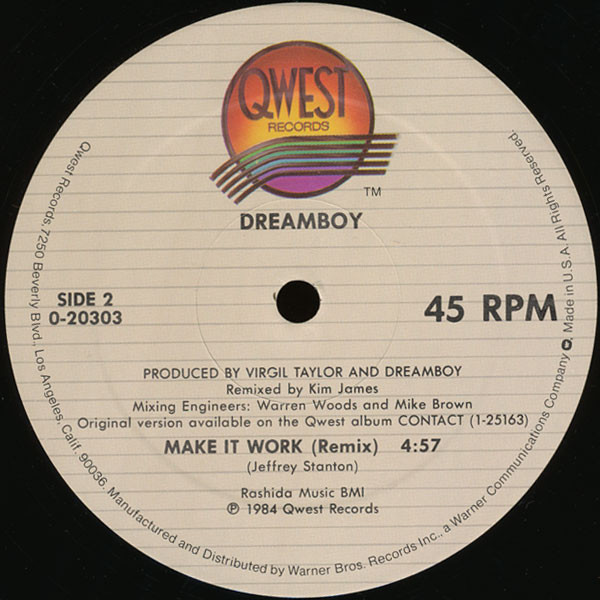 QWEST
RECORDS
TM
DREAMBOY
SIDE 2
0-20303
45 RPM
PRODUCED BY VIRGIL TAYLOR AND DREAMBOY
Remixed by Kim James
Mixing Engineers: Warren Woods and Mike Brown
Original version available on the Qwest album CONTACT (1-25163)
MAKE IT WORK (Remix) 4:57
(Jeffrey Stanton)
Rashida Music BMI
℗ 1984 Qwest Records
Qwest Records, 7250 Beverly Blvd., Los Angeles, Calif. 90036. Manufactured and Distributed by Warner Bros. Records Inc., a Warner Communications Company. Made in U.S.A. All Rights Reserved.